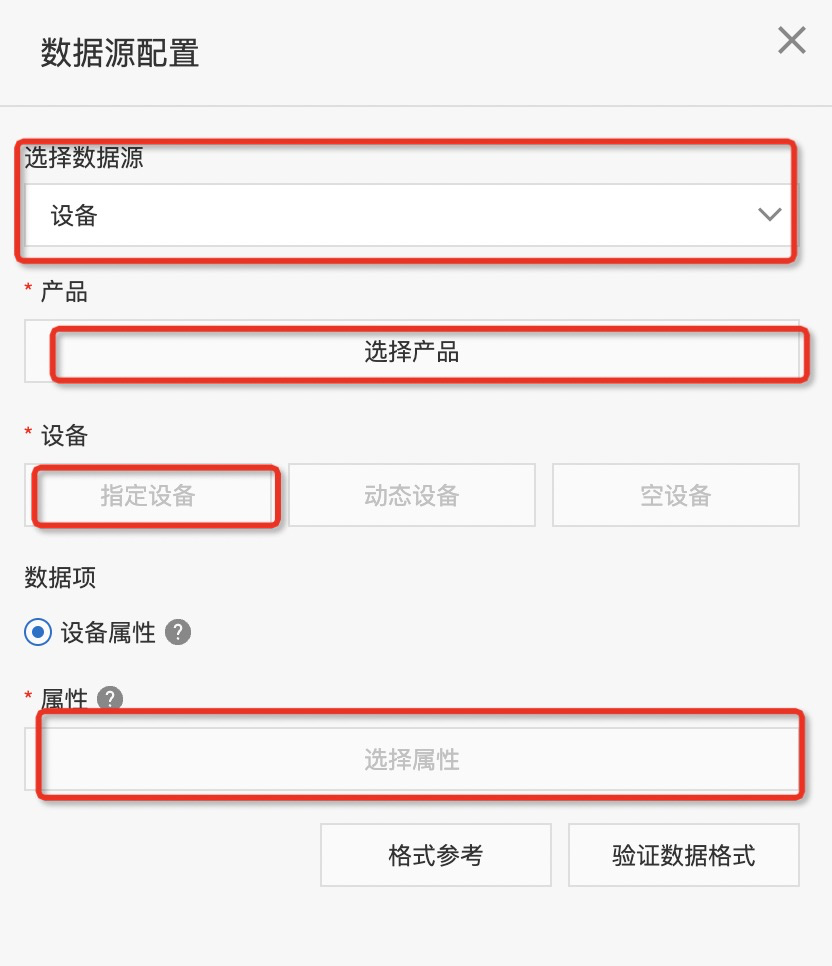 数据源配置
选择数据源
设备
* 产品
选择产品
* 设备
指定设备 动态设备 空设备
数据项
设备属性 ?
* 属性 ?
选择属性
格式参考 验证数据格式